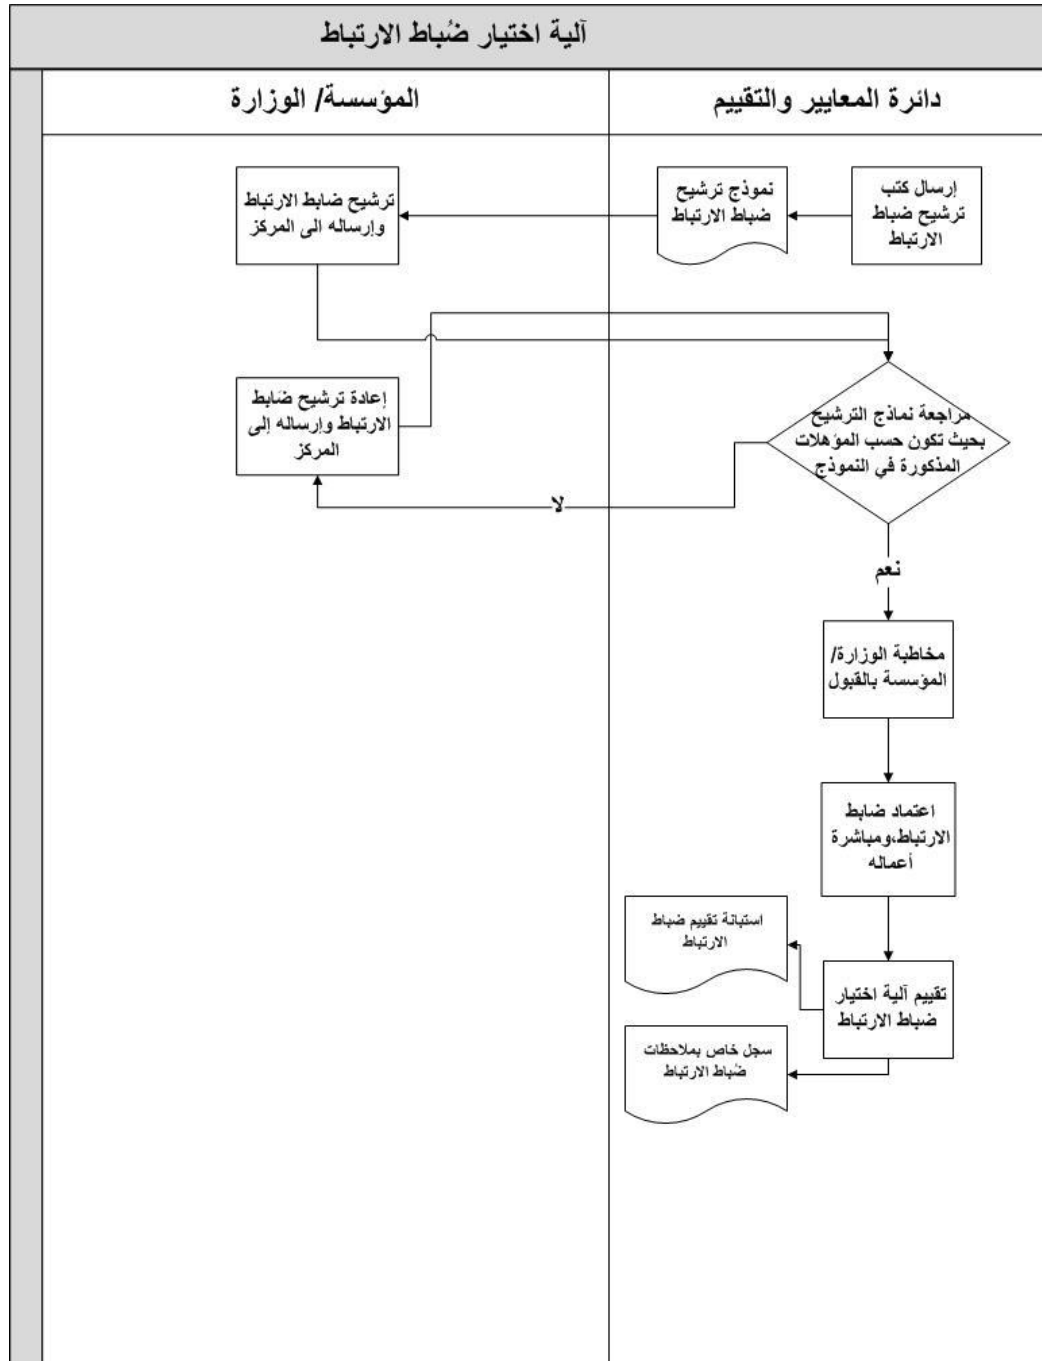 آلية اختيار ضُباط الارتباط
دائرة المعايير والتقييم
المؤسسة/ الوزارة
إرسال كتب
ترشيح ضباط
الارتباط
نموذج ترشيح
ضباط الارتباط
ترشيح ضابط الارتباط
وإرساله الى المركز
مراجعة نماذج الترشيح
بحيث تكون حسب المؤهلات
المذكورة في النموذج
إعادة ترشيح ضابط
الارتباط وإرساله إلى
المركز
لا
نعم
مخاطبة الوزارة/
المؤسسة بالقبول
اعتماد ضابط
الارتباط،ومباشرة
أعماله
تقييم آلية اختيار
ضباط الارتباط
استبانة تقييم ضباط
الارتباط
سجل خاص بملاحظات
ضُباط الارتباط